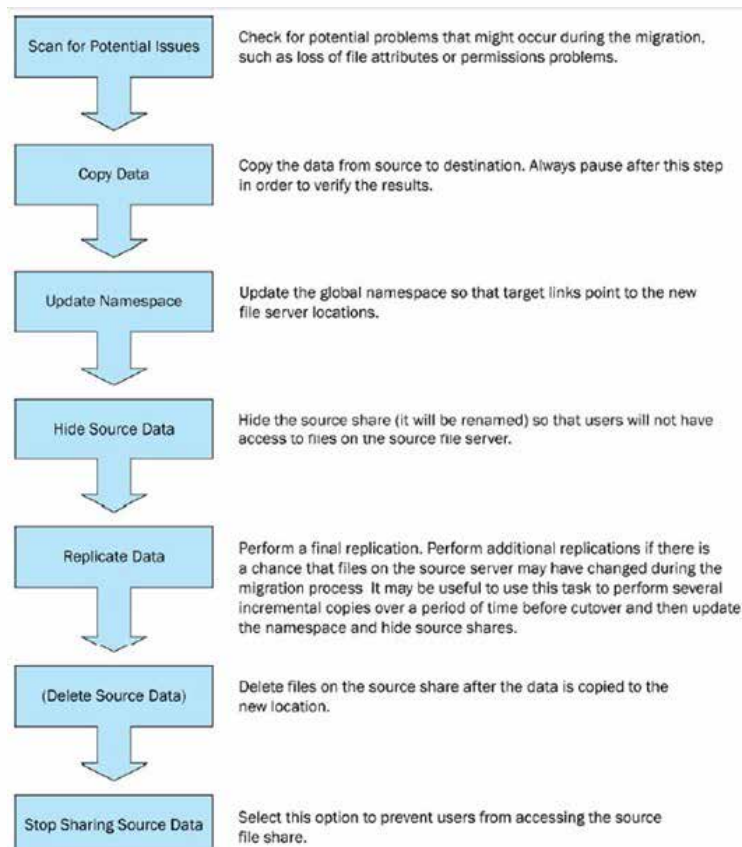 Scan for Potential Issues
Check for potential problems that might occur during the migration,
such as loss of file attributes or permissions problems.
Copy Data
Copy the data from source to destination. Always pause after this step
in order to verify the results.
Update Namespace
Update the global namespace so that target links point to the new
file server locations.
Hide Source Data
Hide the source share (it will be renamed) so that users will not have
access to files on the source file server.
Replicate Data
Perform a final replication. Perform additional replications if there is
a chance that files on the source server may have changed during the
migration process It may be useful to use this task to perform several
incremental copies over a period of time before cutover and then update
the namespace and hide source shares.
(Delete Source Data)
Delete files on the source share after the data is copied to the
new location.
Stop Sharing Source Data
Select this option to prevent users from accessing the source
file share.